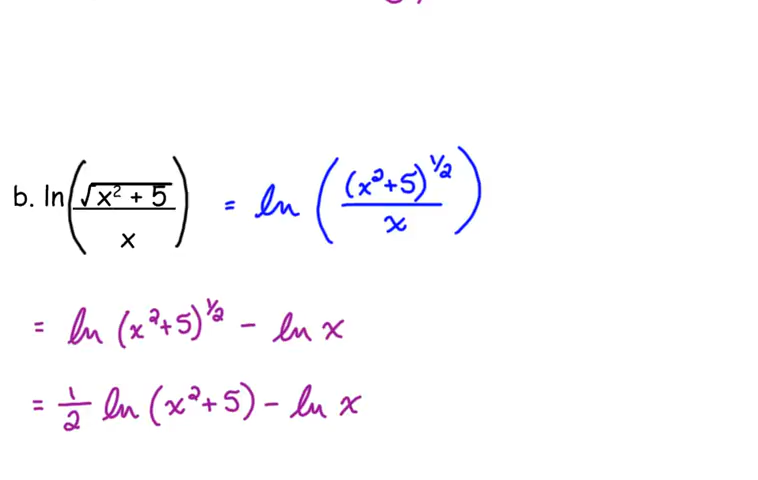 b. ln(√(x² + 5) / x) = ln((x²+5)^(1/2) / x)
= ln (x²+5)^(1/2) - ln x
= 1/2 ln (x²+5) - ln x